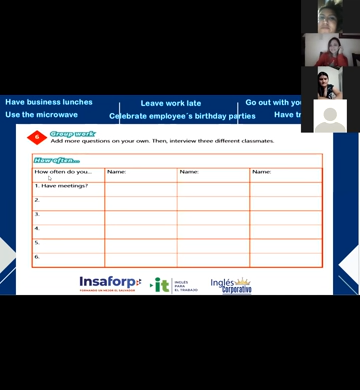 Have business lunches
Leave work late
Go out with you
Use the microwave
Celebrate employee´s birthday parties
Have tr
6
Group work
Add more questions on your own. Then, interview three different classmates.
How often...
How often do you...
Name:
Name:
Name:
1. Have meetings?
2.
3.
4.
5.
6.
Insaforp
it
INGLÉS
PARA
EL TRABAJO
Inglés
Corporativo